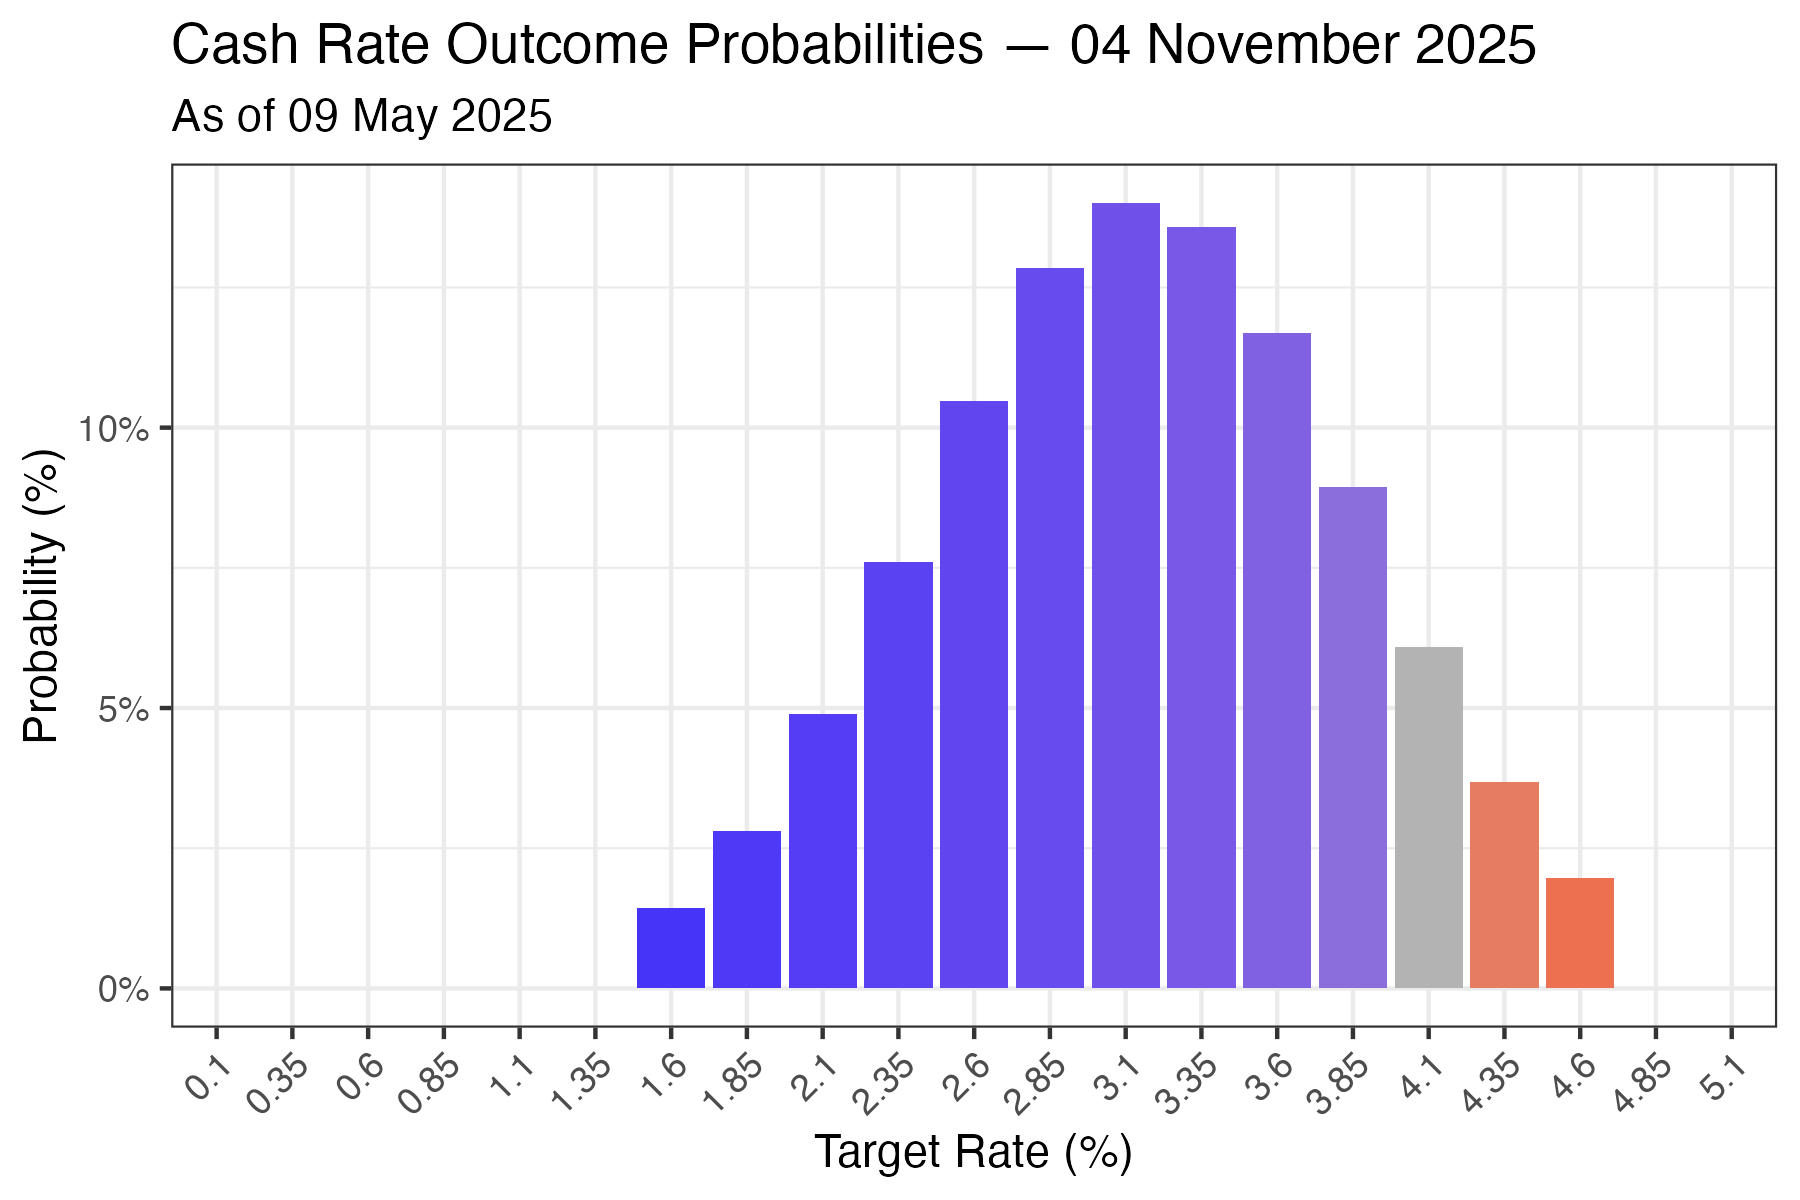 Cash Rate Outcome Probabilities — 04 November 2025
As of 09 May 2025
Probability (%)
10%
5%
0%
0.1 0.35 0.6 0.85 1.1 1.35 1.6 1.85 2.1 2.35 2.6 2.85 3.1 3.35 3.6 3.85 4.1 4.35 4.6 4.85 5.1
Target Rate (%)